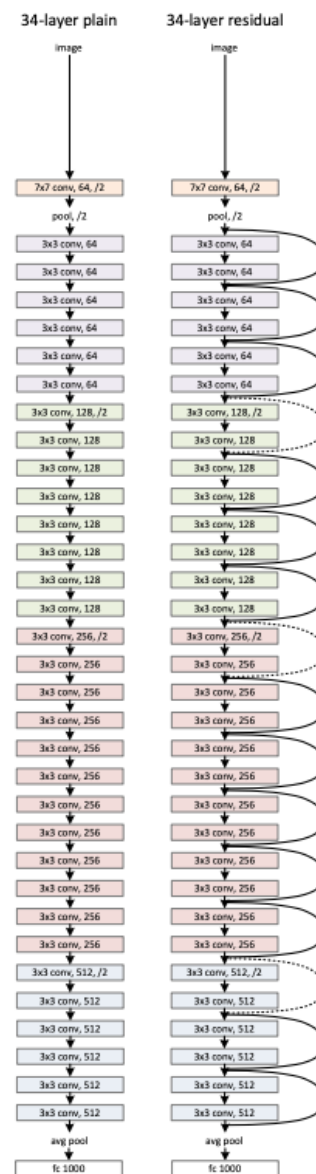 34-layer plain
image
7x7 conv, 64, /2
pool, /2
3x3 conv, 64
3x3 conv, 64
3x3 conv, 64
3x3 conv, 64
3x3 conv, 64
3x3 conv, 64
3x3 conv, 128, /2
3x3 conv, 128
3x3 conv, 128
3x3 conv, 128
3x3 conv, 128
3x3 conv, 128
3x3 conv, 128
3x3 conv, 128
3x3 conv, 256, /2
3x3 conv, 256
3x3 conv, 256
3x3 conv, 256
3x3 conv, 256
3x3 conv, 256
3x3 conv, 256
3x3 conv, 256
3x3 conv, 256
3x3 conv, 256
3x3 conv, 256
3x3 conv, 256
3x3 conv, 512, /2
3x3 conv, 512
3x3 conv, 512
3x3 conv, 512
3x3 conv, 512
3x3 conv, 512
avg pool
fc 1000
34-layer residual
image
7x7 conv, 64, /2
pool, /2
3x3 conv, 64
3x3 conv, 64
3x3 conv, 64
3x3 conv, 64
3x3 conv, 64
3x3 conv, 64
3x3 conv, 128, /2
3x3 conv, 128
3x3 conv, 128
3x3 conv, 128
3x3 conv, 128
3x3 conv, 128
3x3 conv, 128
3x3 conv, 128
3x3 conv, 256, /2
3x3 conv, 256
3x3 conv, 256
3x3 conv, 256
3x3 conv, 256
3x3 conv, 256
3x3 conv, 256
3x3 conv, 256
3x3 conv, 256
3x3 conv, 256
3x3 conv, 256
3x3 conv, 256
3x3 conv, 512, /2
3x3 conv, 512
3x3 conv, 512
3x3 conv, 512
3x3 conv, 512
3x3 conv, 512
avg pool
fc 1000